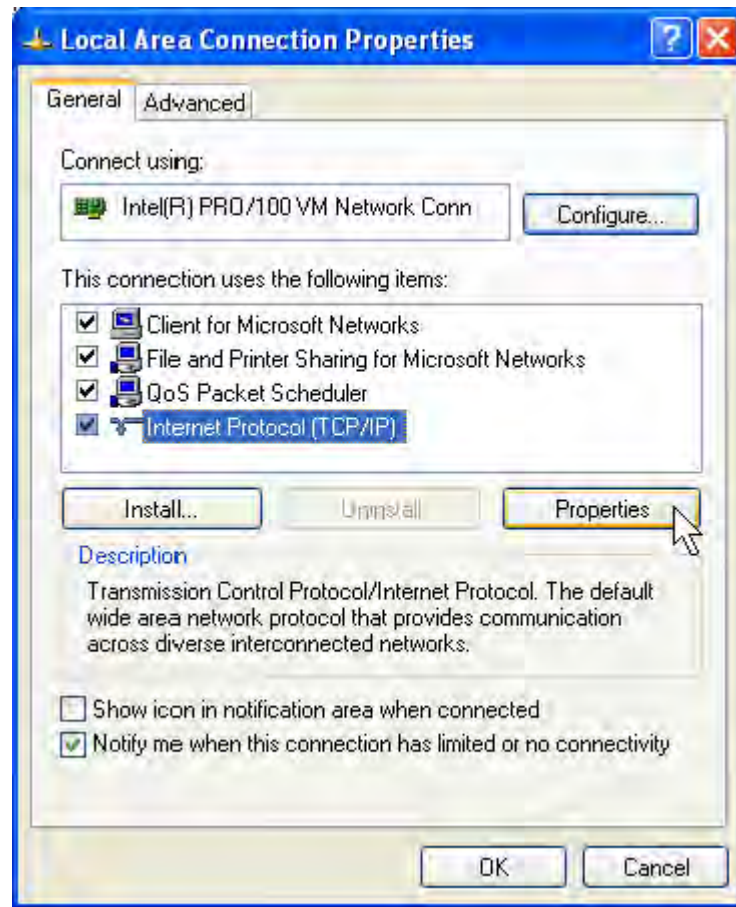 Local Area Connection Properties
General
Advanced
Connect using:
Intel(R) PRO/100 VM Network Conn
Configure...
This connection uses the following items:
Client for Microsoft Networks
File and Printer Sharing for Microsoft Networks
QoS Packet Scheduler
Internet Protocol (TCP/IP)
Install...
Uninstall
Properties
Description
Transmission Control Protocol/Internet Protocol. The default
wide area network protocol that provides communication
across diverse interconnected networks.
Show icon in notification area when connected
Notify me when this connection has limited or no connectivity
OK
Cancel